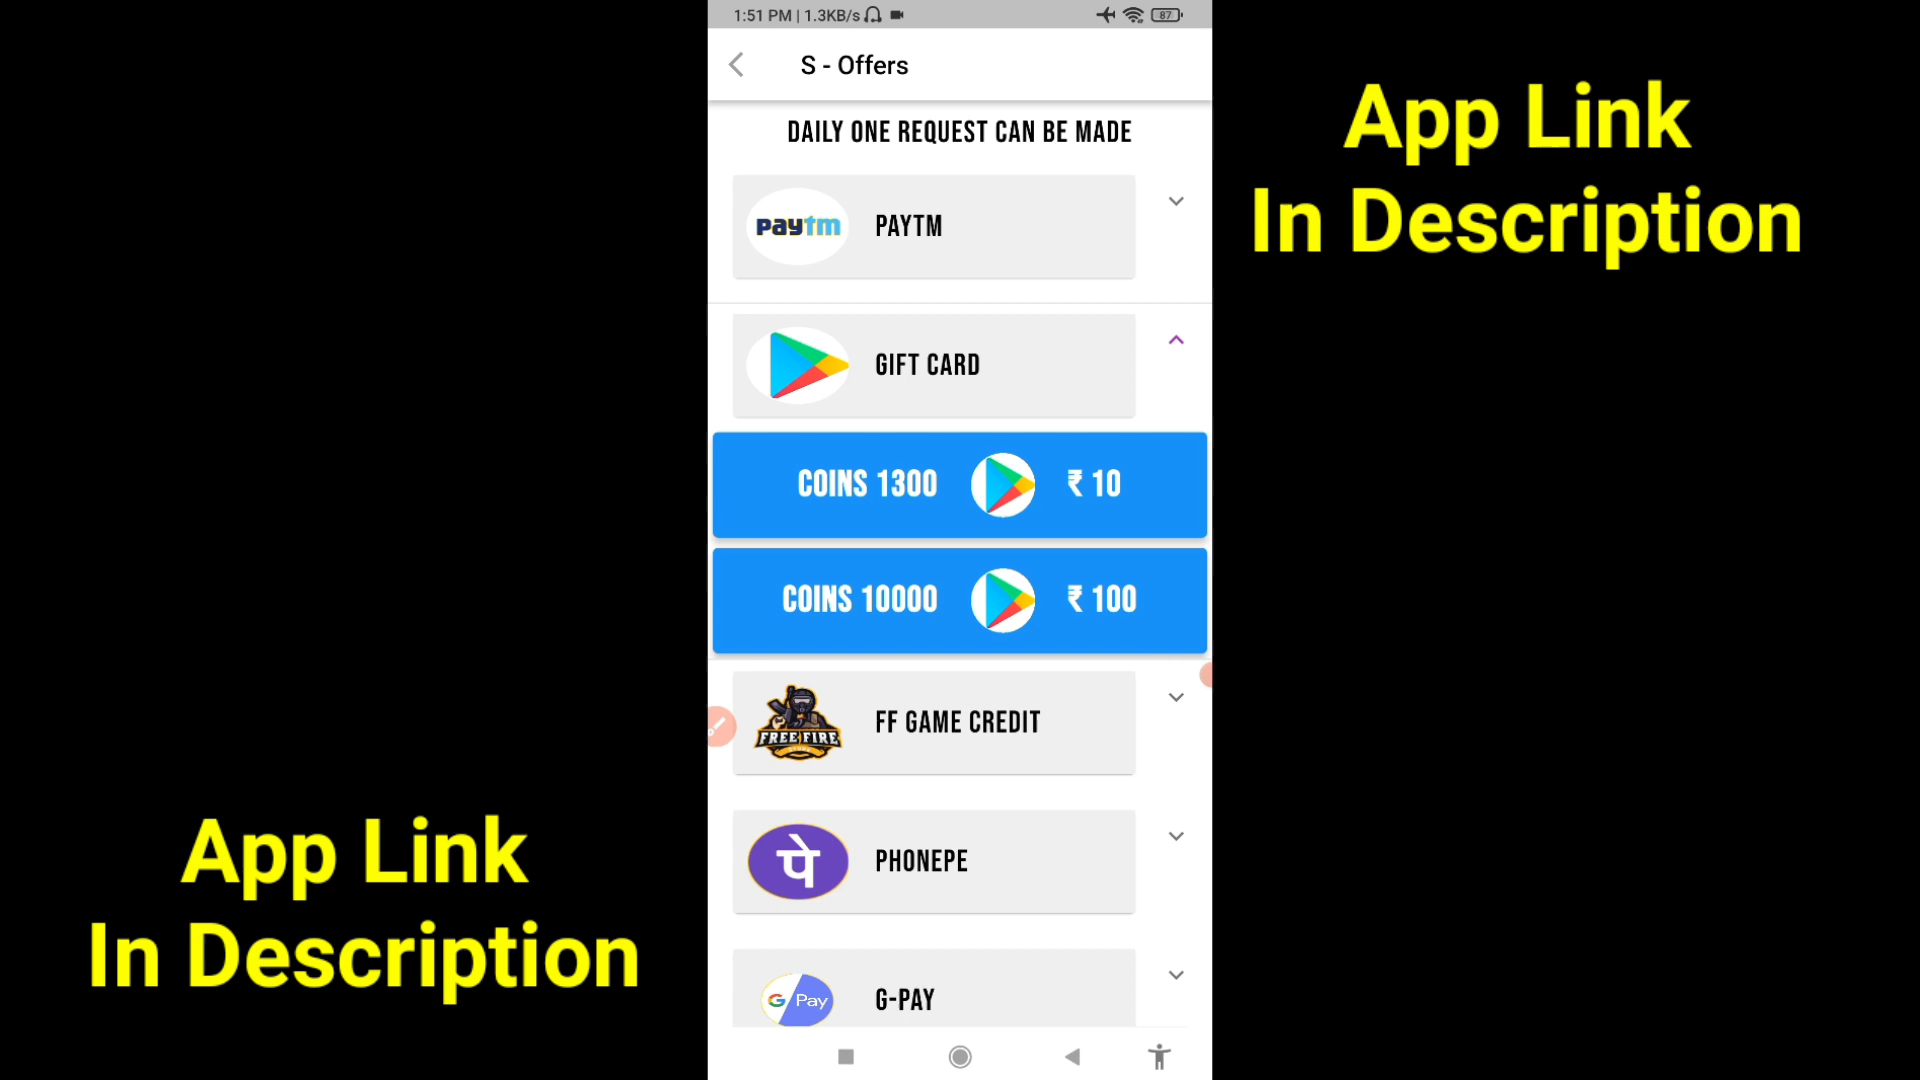 1:51 PM | 1.3KB/s
87
S - Offers
App Link
In Description
DAILY ONE REQUEST CAN BE MADE
paytm PAYTM
GIFT CARD
COINS 1300 ₹ 10
COINS 10000 ₹ 100
FREE FIRE FF GAME CREDIT
पे PHONEPE
G Pay G-PAY
App Link
In Description